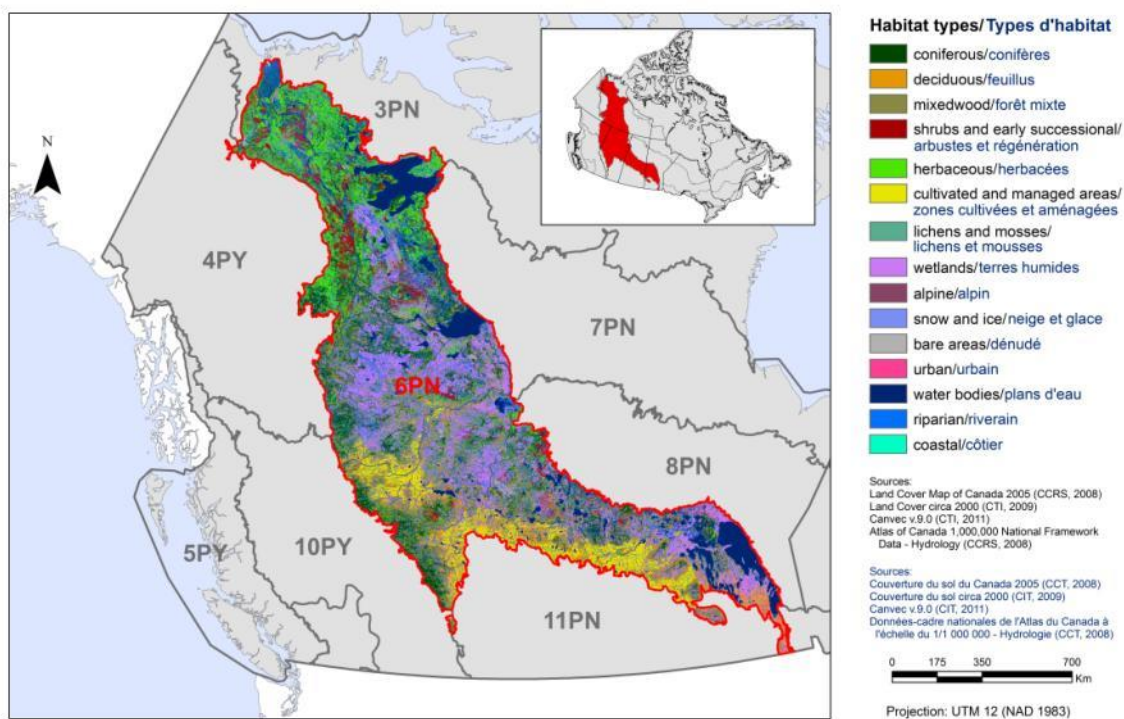 N
3PN
4PY
7PN
6PN
8PN
5PY
10PY
11PN
Habitat types/Types d'habitat
coniferous/conifères
deciduous/feuillus
mixedwood/forêt mixte
shrubs and early successional/
arbustes et régénération
herbaceous/herbacées
cultivated and managed areas/
zones cultivées et aménagées
lichens and mosses/
lichens et mousses
wetlands/terres humides
alpine/alpin
snow and ice/neige et glace
bare areas/dénudé
urban/urbain
water bodies/plans d'eau
riparian/riverain
coastal/côtier
Sources:
Land Cover Map of Canada 2005 (CCRS, 2008)
Land Cover circa 2000 (CTI, 2009)
Canvec v.9.0 (CTI, 2011)
Atlas of Canada 1,000,000 National Framework
Data - Hydrology (CCRS, 2008)
Sources:
Couverture du sol du Canada 2005 (CCT, 2008)
Couverture du sol circa 2000 (CIT, 2009)
Canvec v.9.0 (CIT, 2011)
Données-cadre nationales de l'Atlas du Canada à
l'échelle du 1/1 000 000 - Hydrologie (CCT, 2008)
0 175 350 700
Km
Projection: UTM 12 (NAD 1983)